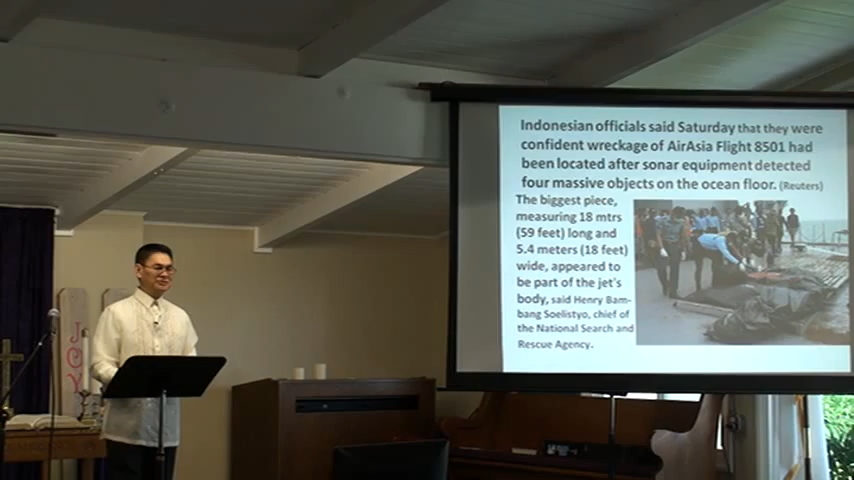 Indonesian officials said Saturday that they were
confident wreckage of AirAsia Flight 8501 had
been located after sonar equipment detected
four massive objects on the ocean floor. (Reuters)
The biggest piece,
measuring 18 mtrs
(59 feet) long and
5.4 meters (18 feet)
wide, appeared to
be part of the jet's
body, said Henry Bam-
bang Soelistyo, chief of
the National Search and
Rescue Agency.
JOY